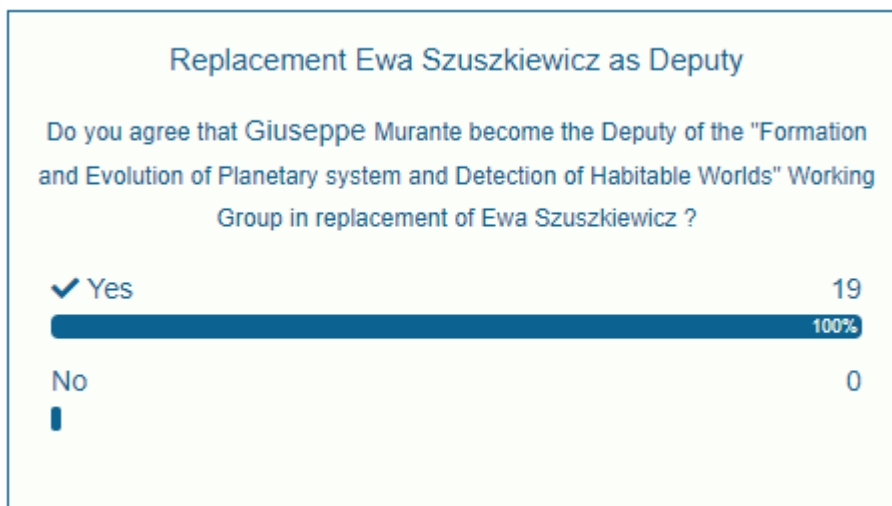 Replacement Ewa Szuszkiewicz as Deputy
Do you agree that Giuseppe Murante become the Deputy of the "Formation
and Evolution of Planetary system and Detection of Habitable Worlds" Working
Group in replacement of Ewa Szuszkiewicz ?
Yes 19
100%
No 0